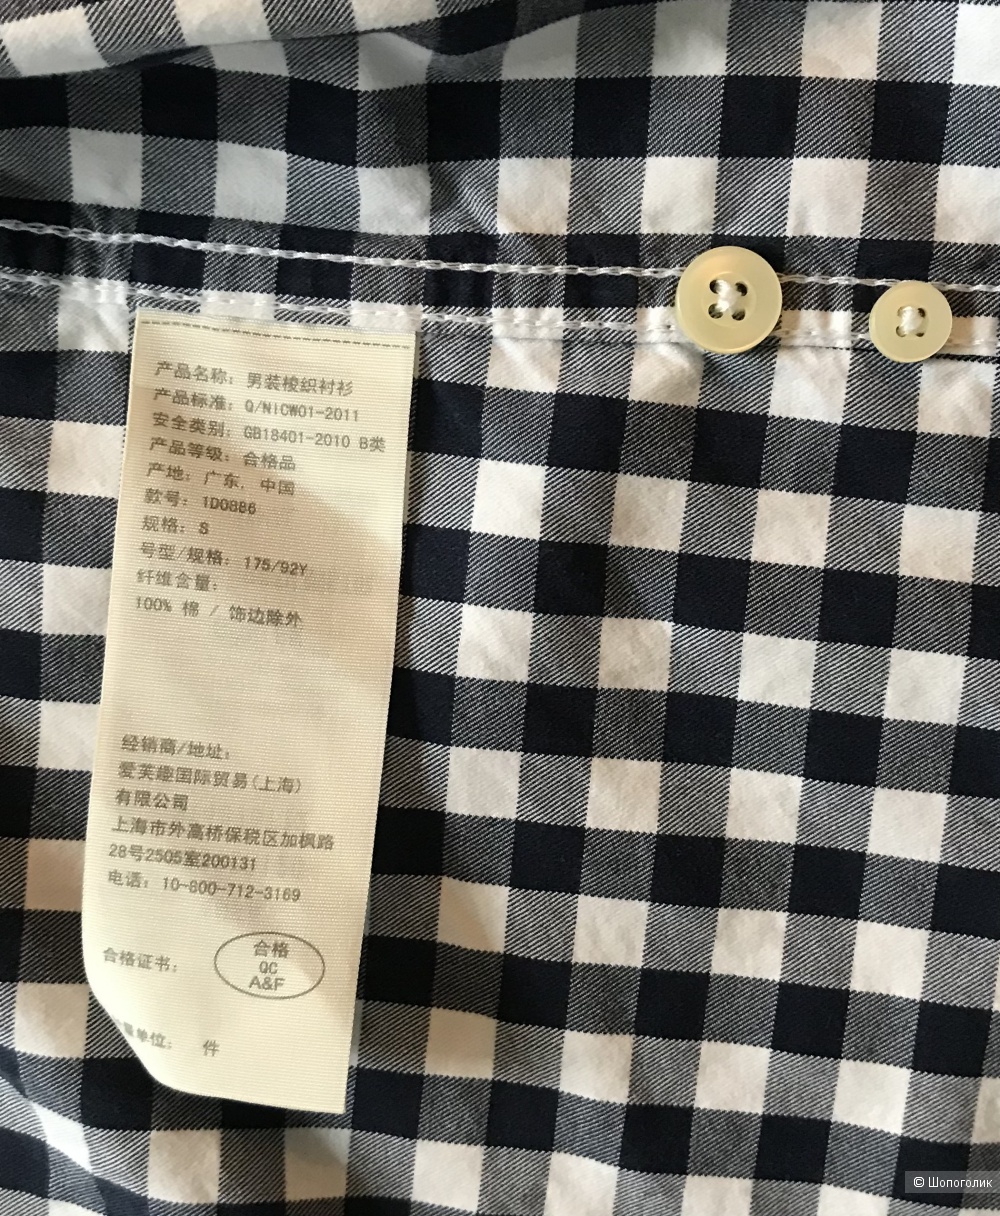 产品名称: 男装梭织衬衫
产品标准: Q/NICW01-2011
安全类别: GB18401-2010 B类
产品等级: 合格品
产地: 广东, 中国
款号: 1D0886
规格: S
号型/规格: 175/92Y
纤维含量:
100% 棉 / 饰边除外
经销商/地址:
爱芙趣国际贸易(上海)
有限公司
上海市外高桥保税区加枫路
28号2505室200131
电话: 10-800-712-3169
合格证书:
合格
QC
A&F
单位: 件
© Шопоголик